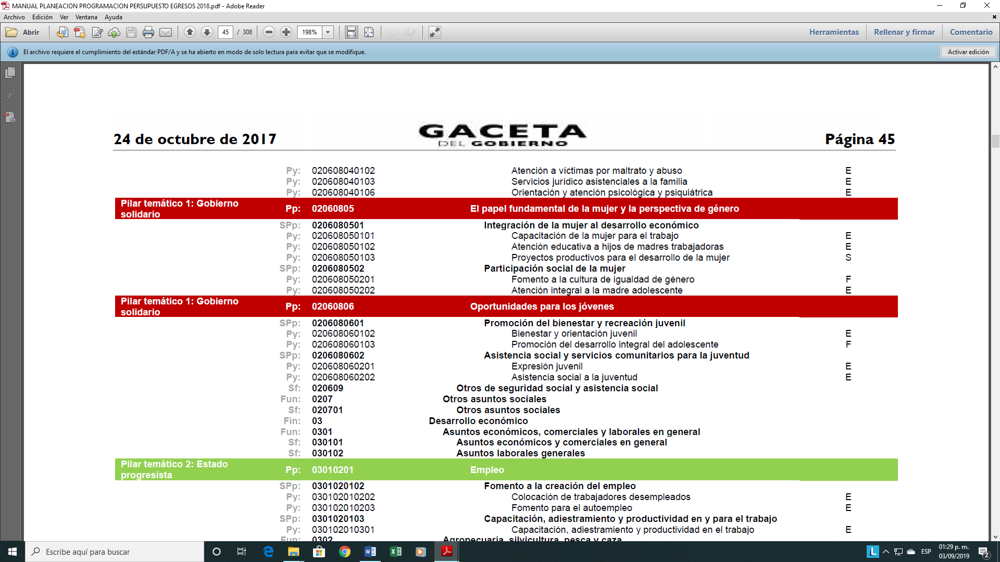 MANUAL PLANEACION PROGRAMACION PERSUPUESTO EGRESOS 2018.pdf - Adobe Reader
Archivo Edición Ver Ventana Ayuda
Abrir 45 / 308 198% Herramientas Rellenar y firmar Comentario
El archivo requiere el cumplimiento del estándar PDF/A y se ha abierto en modo de solo lectura para evitar que se modifique. Activar edición
24 de octubre de 2017 GACETA DEL GOBIERNO Página 45
Py: 020608040102 Atención a víctimas por maltrato y abuso E
Py: 020608040103 Servicios jurídico asistenciales a la familia E
Py: 020608040106 Orientación y atención psicológica y psiquiátrica E
Pilar temático 1: Gobierno solidario Pp: 02060805 El papel fundamental de la mujer y la perspectiva de género
SPp: 0206080501 Integración de la mujer al desarrollo económico
Py: 020608050101 Capacitación de la mujer para el trabajo E
Py: 020608050102 Atención educativa a hijos de madres trabajadoras E
Py: 020608050103 Proyectos productivos para el desarrollo de la mujer S
SPp: 0206080502 Participación social de la mujer
Py: 020608050201 Fomento a la cultura de igualdad de género F
Py: 020608050202 Atención integral a la madre adolescente E
Pilar temático 1: Gobierno solidario Pp: 02060806 Oportunidades para los jóvenes
SPp: 0206080601 Promoción del bienestar y recreación juvenil
Py: 020608060102 Bienestar y orientación juvenil E
Py: 020608060103 Promoción del desarrollo integral del adolescente F
SPp: 0206080602 Asistencia social y servicios comunitarios para la juventud
Py: 020608060201 Expresión juvenil E
Py: 020608060202 Asistencia social a la juventud E
Sf: 020609 Otros de seguridad social y asistencia social
Fun: 0207 Otros asuntos sociales
Sf: 020701 Otros asuntos sociales
Fin: 03 Desarrollo económico
Fun: 0301 Asuntos económicos, comerciales y laborales en general
Sf: 030101 Asuntos económicos y comerciales en general
Sf: 030102 Asuntos laborales generales
Pilar temático 2: Estado progresista Pp: 03010201 Empleo
SPp: 0301020102 Fomento a la creación del empleo
Py: 030102010202 Colocación de trabajadores desempleados E
Py: 030102010203 Fomento para el autoempleo E
SPp: 0301020103 Capacitación, adiestramiento y productividad en y para el trabajo
Py: 030102010301 Capacitación, adiestramiento y productividad en el trabajo E
Fun: 0302 Agropecuaria, silvicultura, pesca y caza
Escribe aquí para buscar ESP 01:29 p. m.
03/09/2019 2